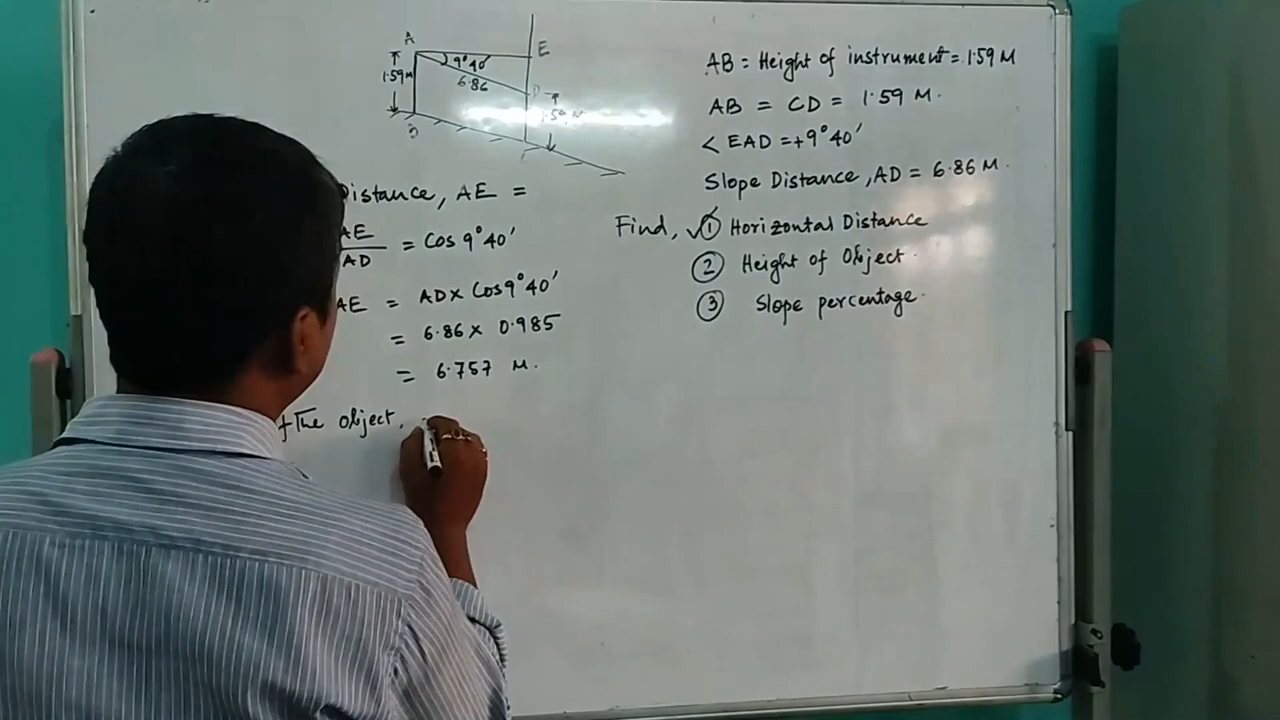 A
E
9°40'
1.59M
6.86
D
B
AB = Height of instrument = 1.59 M
AB = CD = 1.59 M.
< EAD = +9°40'
Slope Distance, AD = 6.86 M.
Find, ✓① Horizontal Distance
② Height of Object.
③ Slope percentage.
Distance, AE =
AE/AD = Cos 9°40'
AE = AD x Cos 9°40'
= 6.86 x 0.985
= 6.757 M.
The object,